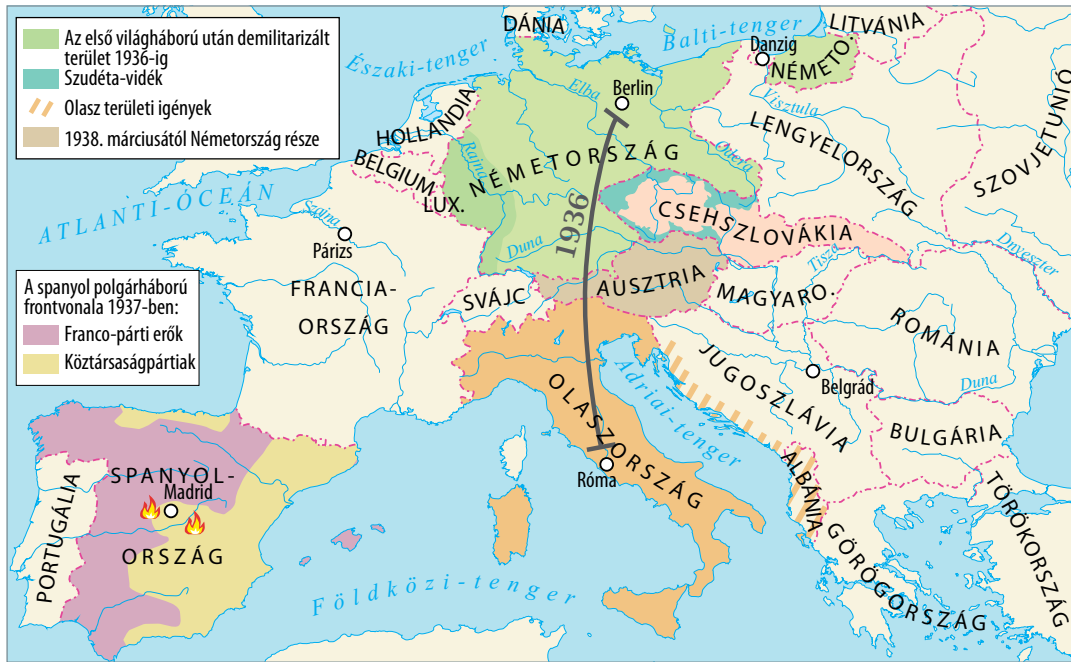 Az első világháború után demilitarizált
terület 1936-ig
Szudéta-vidék
Olasz területi igények
1938. márciusától Németország része
A spanyol polgárháború
frontvonala 1937-ben:
Franco-párti erők
Köztársaságpártiak
DÁNIA
Balti-tenger
LITVÁNIA
Északi-tenger
Danzig
NÉMETO.
Elba
Berlin
Visztula
HOLLANDIA
LENGYELORSZÁG
SZOVJETUNIÓ
Rajna
NÉMETORSZÁG
Odera
BELGIUM
LUX.
ATLANTI-ÓCEÁN
Szajna
1936
CSEHSZLOVÁKIA
Párizs
Duna
Tisza
Dnyeszter
AUSZTRIA
SVÁJC
MAGYARO.
FRANCIA-
ORSZÁG
ROMÁNIA
JUGOSZLÁVIA
Belgrád
Duna
Adriai-tenger
OLASZORSZÁG
BULGÁRIA
Róma
ALBÁNIA
SPANYOL-
Madrid
ORSZÁG
PORTUGÁLIA
TÖRÖKORSZÁG
GÖRÖGORSZÁG
Földközi-tenger